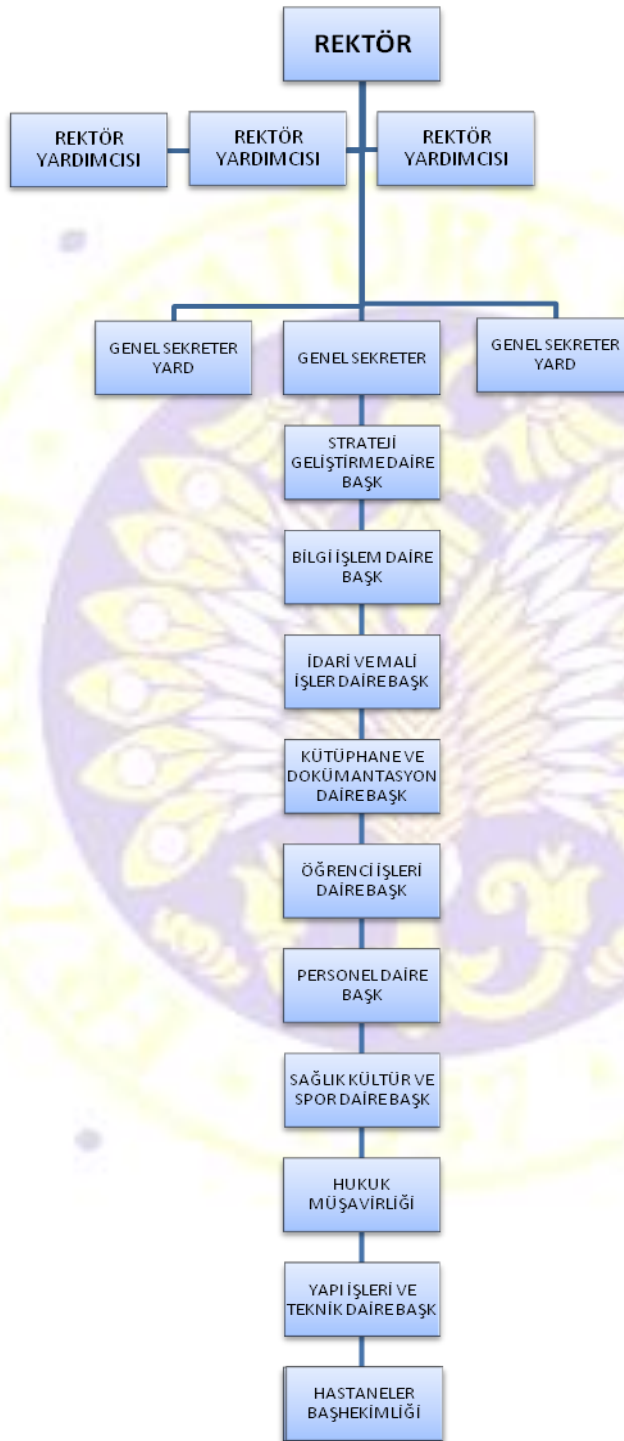 REKTÖR
REKTÖR
YARDIMCISI
REKTÖR
YARDIMCISI
REKTÖR
YARDIMCISI
GENEL SEKRETER
YARD
GENEL SEKRETER
GENEL SEKRETER
YARD
STRATEJİ
GELİŞTİRME DAİRE
BAŞK
BİLGİ İŞLEM DAİRE
BAŞK
İDARİ VE MALİ
İŞLER DAİRE BAŞK
KÜTÜPHANE VE
DOKÜMANTASYON
DAİRE BAŞK
ÖĞRENCİ İŞLERİ
DAİRE BAŞK
PERSONEL DAİRE
BAŞK
SAĞLIK KÜLTÜR VE
SPOR DAİRE BAŞK
HUKUK
MÜŞAVİRLİĞİ
YAPI İŞLERİ VE
TEKNİK DAİRE BAŞK
HASTANELER
BAŞHEKİMLİĞİ